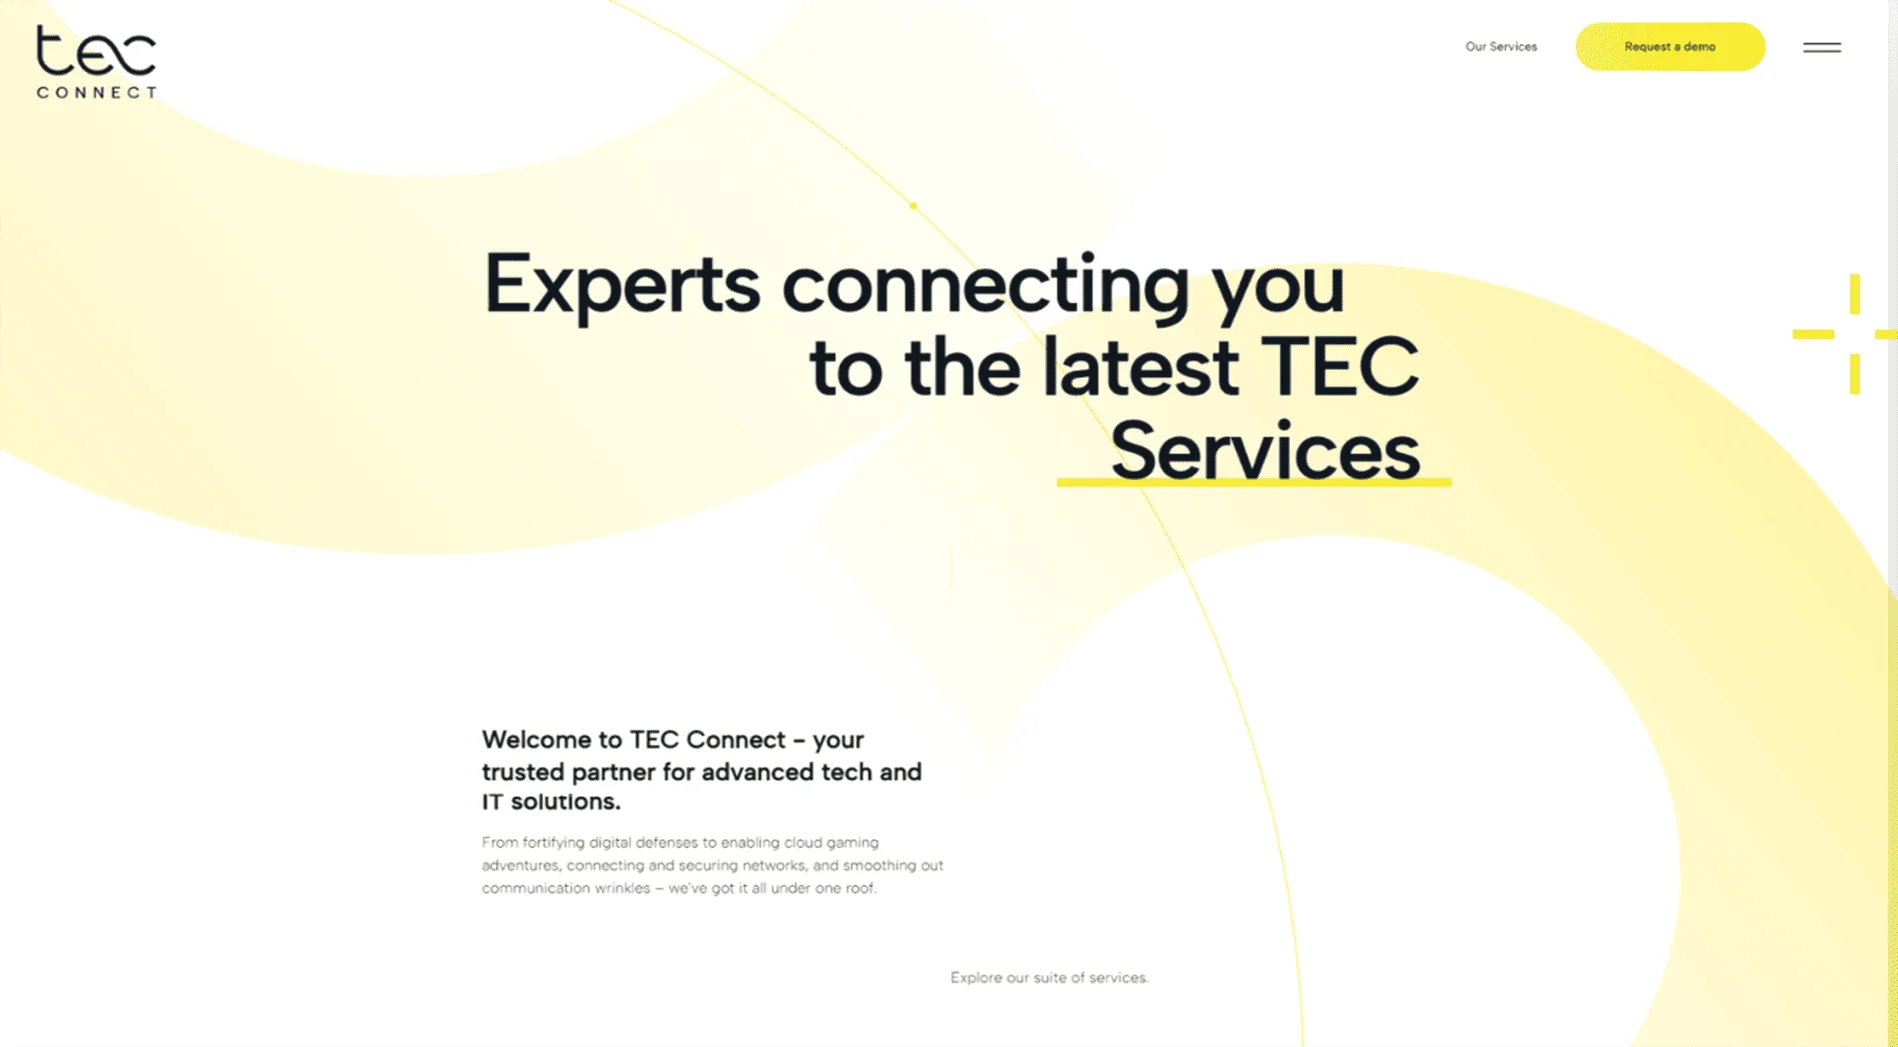 tec
CONNECT
Our Services
Request a demo
Experts connecting you
to the latest TEC
Services
Welcome to TEC Connect – your
trusted partner for advanced tech and
IT solutions.
From fortifying digital defenses to enabling cloud gaming
adventures, connecting and securing networks, and smoothing out
communication wrinkles – we've got it all under one roof.
Explore our suite of services.